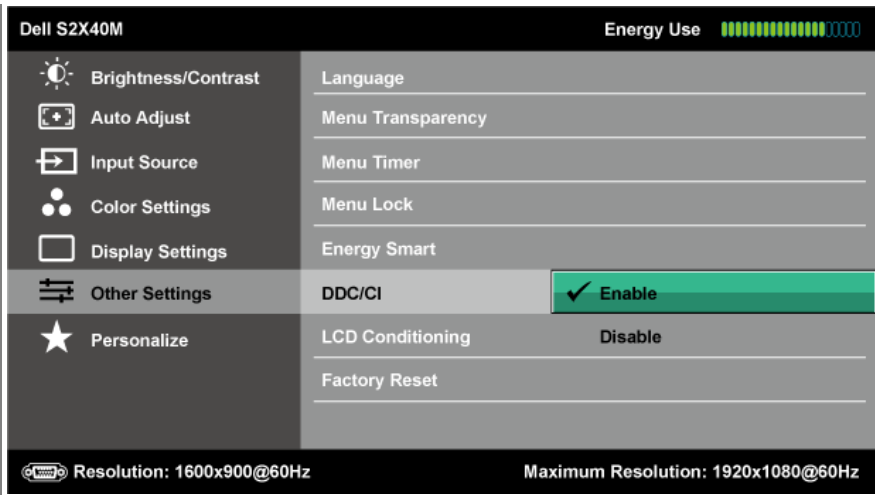 Dell S2X40M Energy Use
Brightness/Contrast Language
Auto Adjust Menu Transparency
Input Source Menu Timer
Color Settings Menu Lock
Display Settings Energy Smart
Other Settings DDC/CI Enable
Personalize LCD Conditioning Disable
Factory Reset
Resolution: 1600x900@60Hz Maximum Resolution: 1920x1080@60Hz